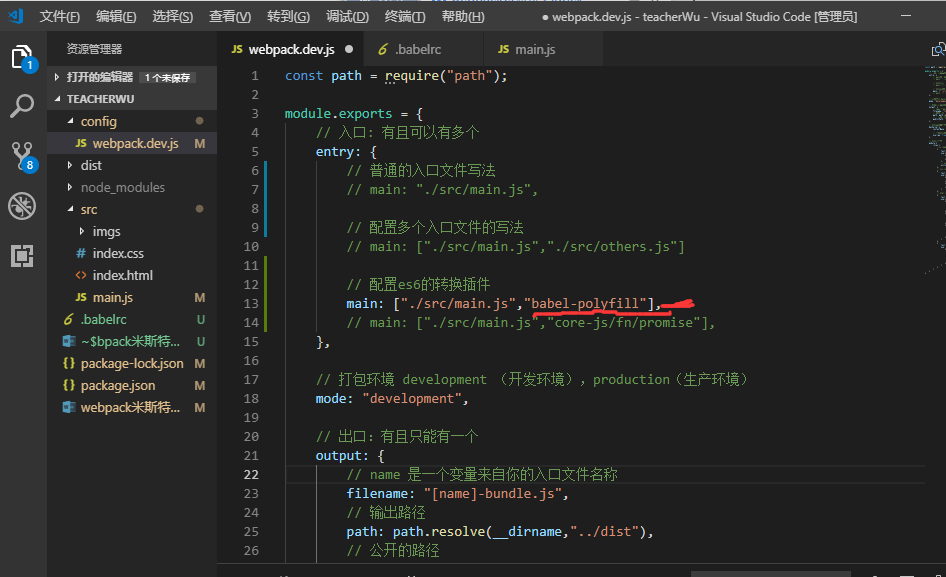 文件(F) 编辑(E) 选择(S) 查看(V) 转到(G) 调试(D) 终端(T) 帮助(H) ● webpack.dev.js - teacherWu - Visual Studio Code [管理员]
资源管理器
打开的编辑器 1 个未保存
TEACHERWU
config
JS webpack.dev.js M
dist
node_modules
src
imgs
# index.css
<> index.html
JS main.js M
.babelrc U
~$bpack米斯特... U
{} package-lock.json M
{} package.json M
webpack米斯特... M
1
8
JS webpack.dev.js ●
.babelrc
JS main.js
1 const path = require("path");
2
3 module.exports = {
4 // 入口: 有且可以有多个
5 entry: {
6 // 普通的入口文件写法
7 // main: "./src/main.js",
8
9 // 配置多个入口文件的写法
10 // main: ["./src/main.js","./src/others.js"]
11
12 // 配置es6的转换插件
13 main: ["./src/main.js","babel-polyfill"],
14 // main: ["./src/main.js","core-js/fn/promise"],
15 },
16
17 // 打包环境 development （开发环境）, production（生产环境）
18 mode: "development",
19
20 // 出口: 有且只能有一个
21 output: {
22 // name 是一个变量来自你的入口文件名称
23 filename: "[name]-bundle.js",
24 // 输出路径
25 path: path.resolve(__dirname,"../dist"),
26 // 公开的路径